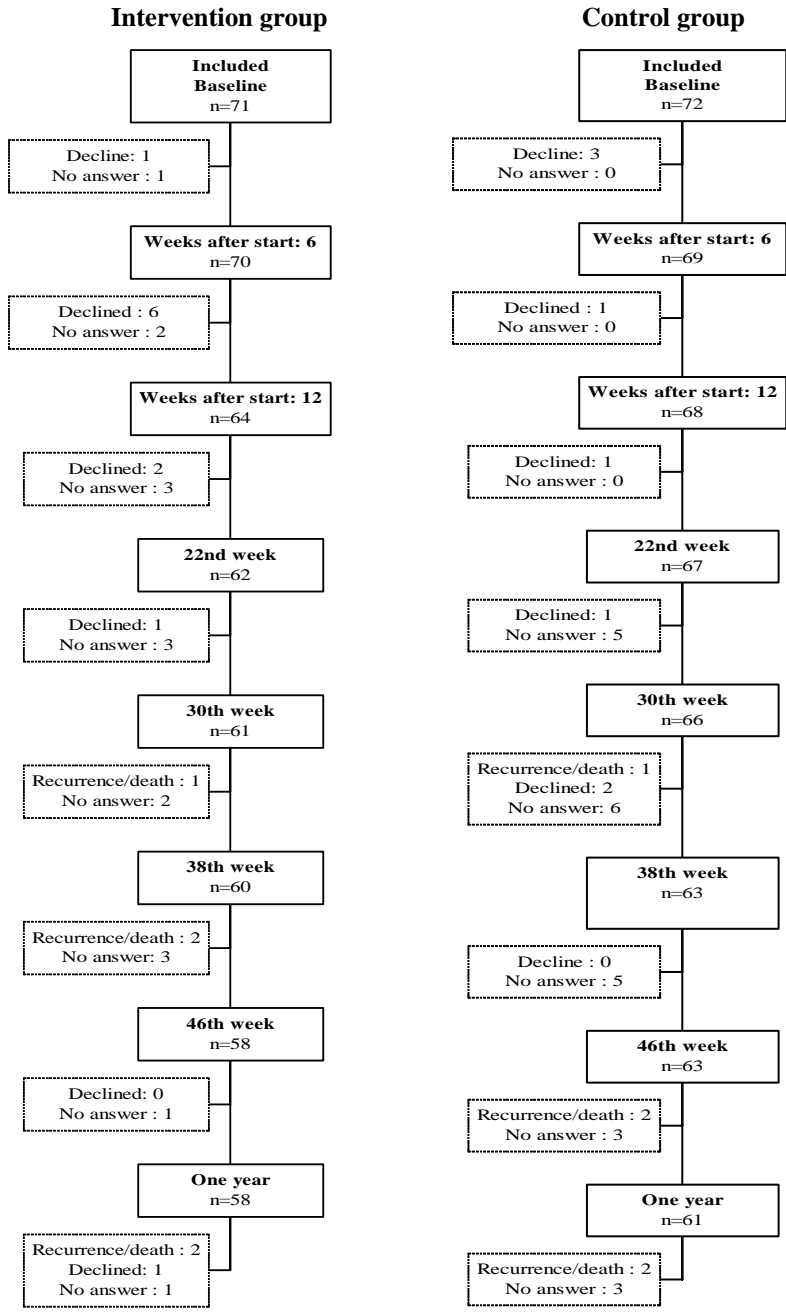 Intervention group
Included
Baseline
n=71
Decline: 1
No answer : 1
Weeks after start: 6
n=70
Declined : 6
No answer : 2
Weeks after start: 12
n=64
Declined: 2
No answer : 3
22nd week
n=62
Declined: 1
No answer : 3
30th week
n=61
Recurrence/death : 1
No answer: 2
38th week
n=60
Recurrence/death : 2
No answer: 3
46th week
n=58
Declined: 0
No answer : 1
One year
n=58
Recurrence/death : 2
Declined: 1
No answer : 1
Control group
Included
Baseline
n=72
Decline: 3
No answer : 0
Weeks after start: 6
n=69
Declined : 1
No answer : 0
Weeks after start: 12
n=68
Declined: 1
No answer : 0
22nd week
n=67
Declined: 1
No answer : 5
30th week
n=66
Recurrence/death : 1
Declined: 2
No answer: 6
38th week
n=63
Decline : 0
No answer : 5
46th week
n=63
Recurrence/death : 2
No answer : 3
One year
n=61
Recurrence/death : 2
No answer : 3